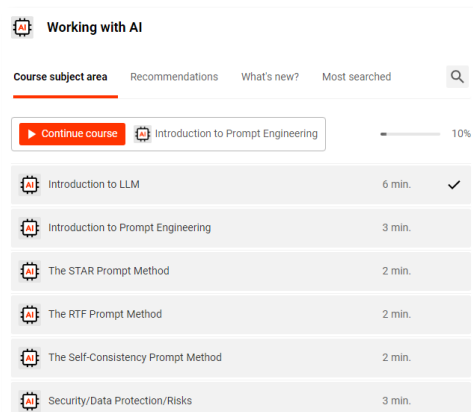 AI Working with AI
Course subject area Recommendations What's new? Most searched
Continue course AI Introduction to Prompt Engineering 10%
AI Introduction to LLM 6 min.
AI Introduction to Prompt Engineering 3 min.
AI The STAR Prompt Method 2 min.
AI The RTF Prompt Method 2 min.
AI The Self-Consistency Prompt Method 2 min.
AI Security/Data Protection/Risks 3 min.